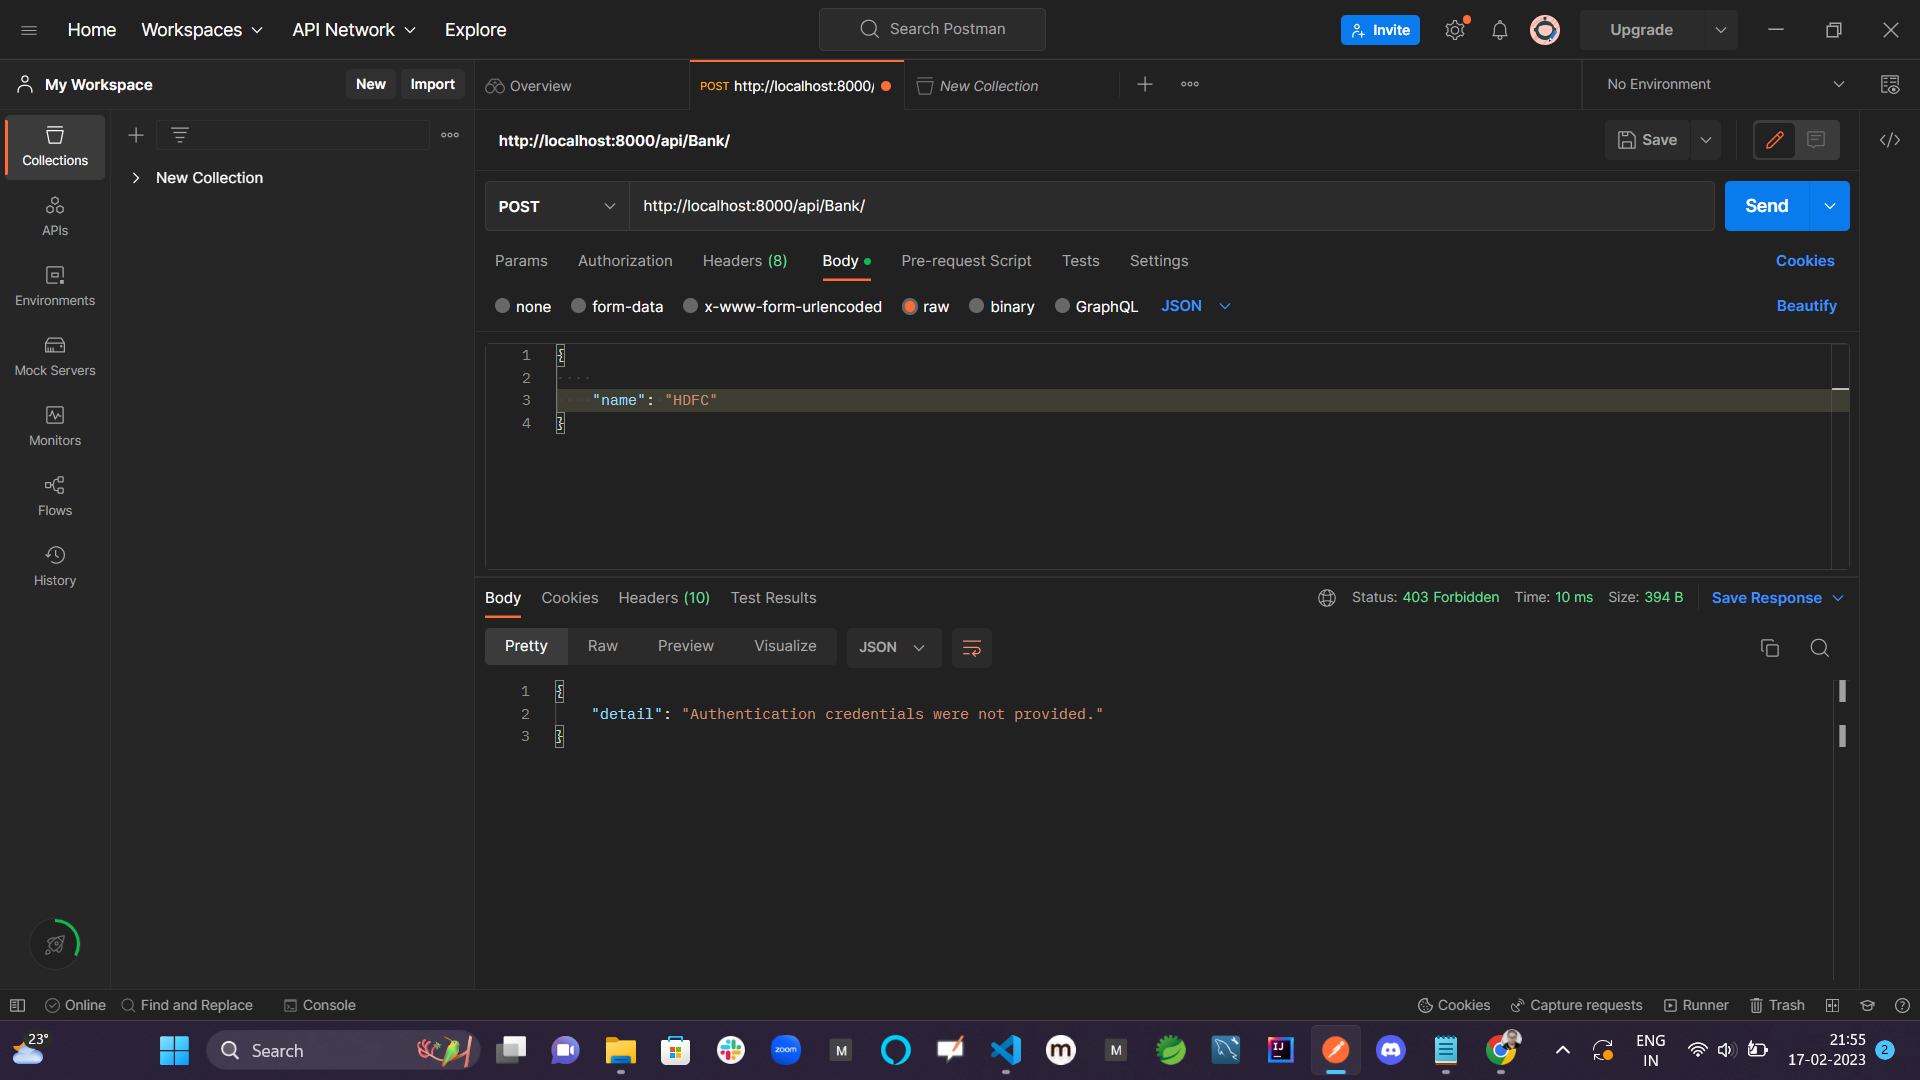 Home Workspaces API Network Explore Search Postman Invite Upgrade
My Workspace New Import Overview POST http://localhost:8000/ New Collection No Environment
Collections
New Collection
APIs
Environments
Mock Servers
Monitors
Flows
History
http://localhost:8000/api/Bank/ Save
POST http://localhost:8000/api/Bank/ Send
Params Authorization Headers (8) Body Pre-request Script Tests Settings Cookies
none form-data x-www-form-urlencoded raw binary GraphQL JSON Beautify
1 {
2
3 "name": "HDFC"
4 }
Body Cookies Headers (10) Test Results Status: 403 Forbidden Time: 10 ms Size: 394 B Save Response
Pretty Raw Preview Visualize JSON
1 {
2 "detail": "Authentication credentials were not provided."
3 }
Online Find and Replace Console Cookies Capture requests Runner Trash
23° Search zoom M m M IJ ENG 21:55
IN 17-02-2023 2